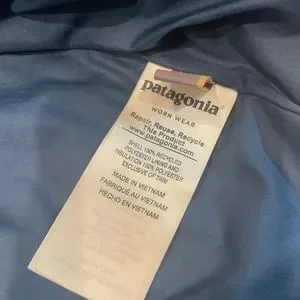 patagonia
WORN WEAR
Repair, Reuse, Recycle
This Product
www.patagonia.com
SHELL 100% RECYCLED
POLYESTER LINING AND
INSULATION 100% POLYESTER
EXCLUSIVE OF TRIM
MADE IN VIETNAM
FABRIQUÉ AU VIETNAM
HECHO EN VIETNAM